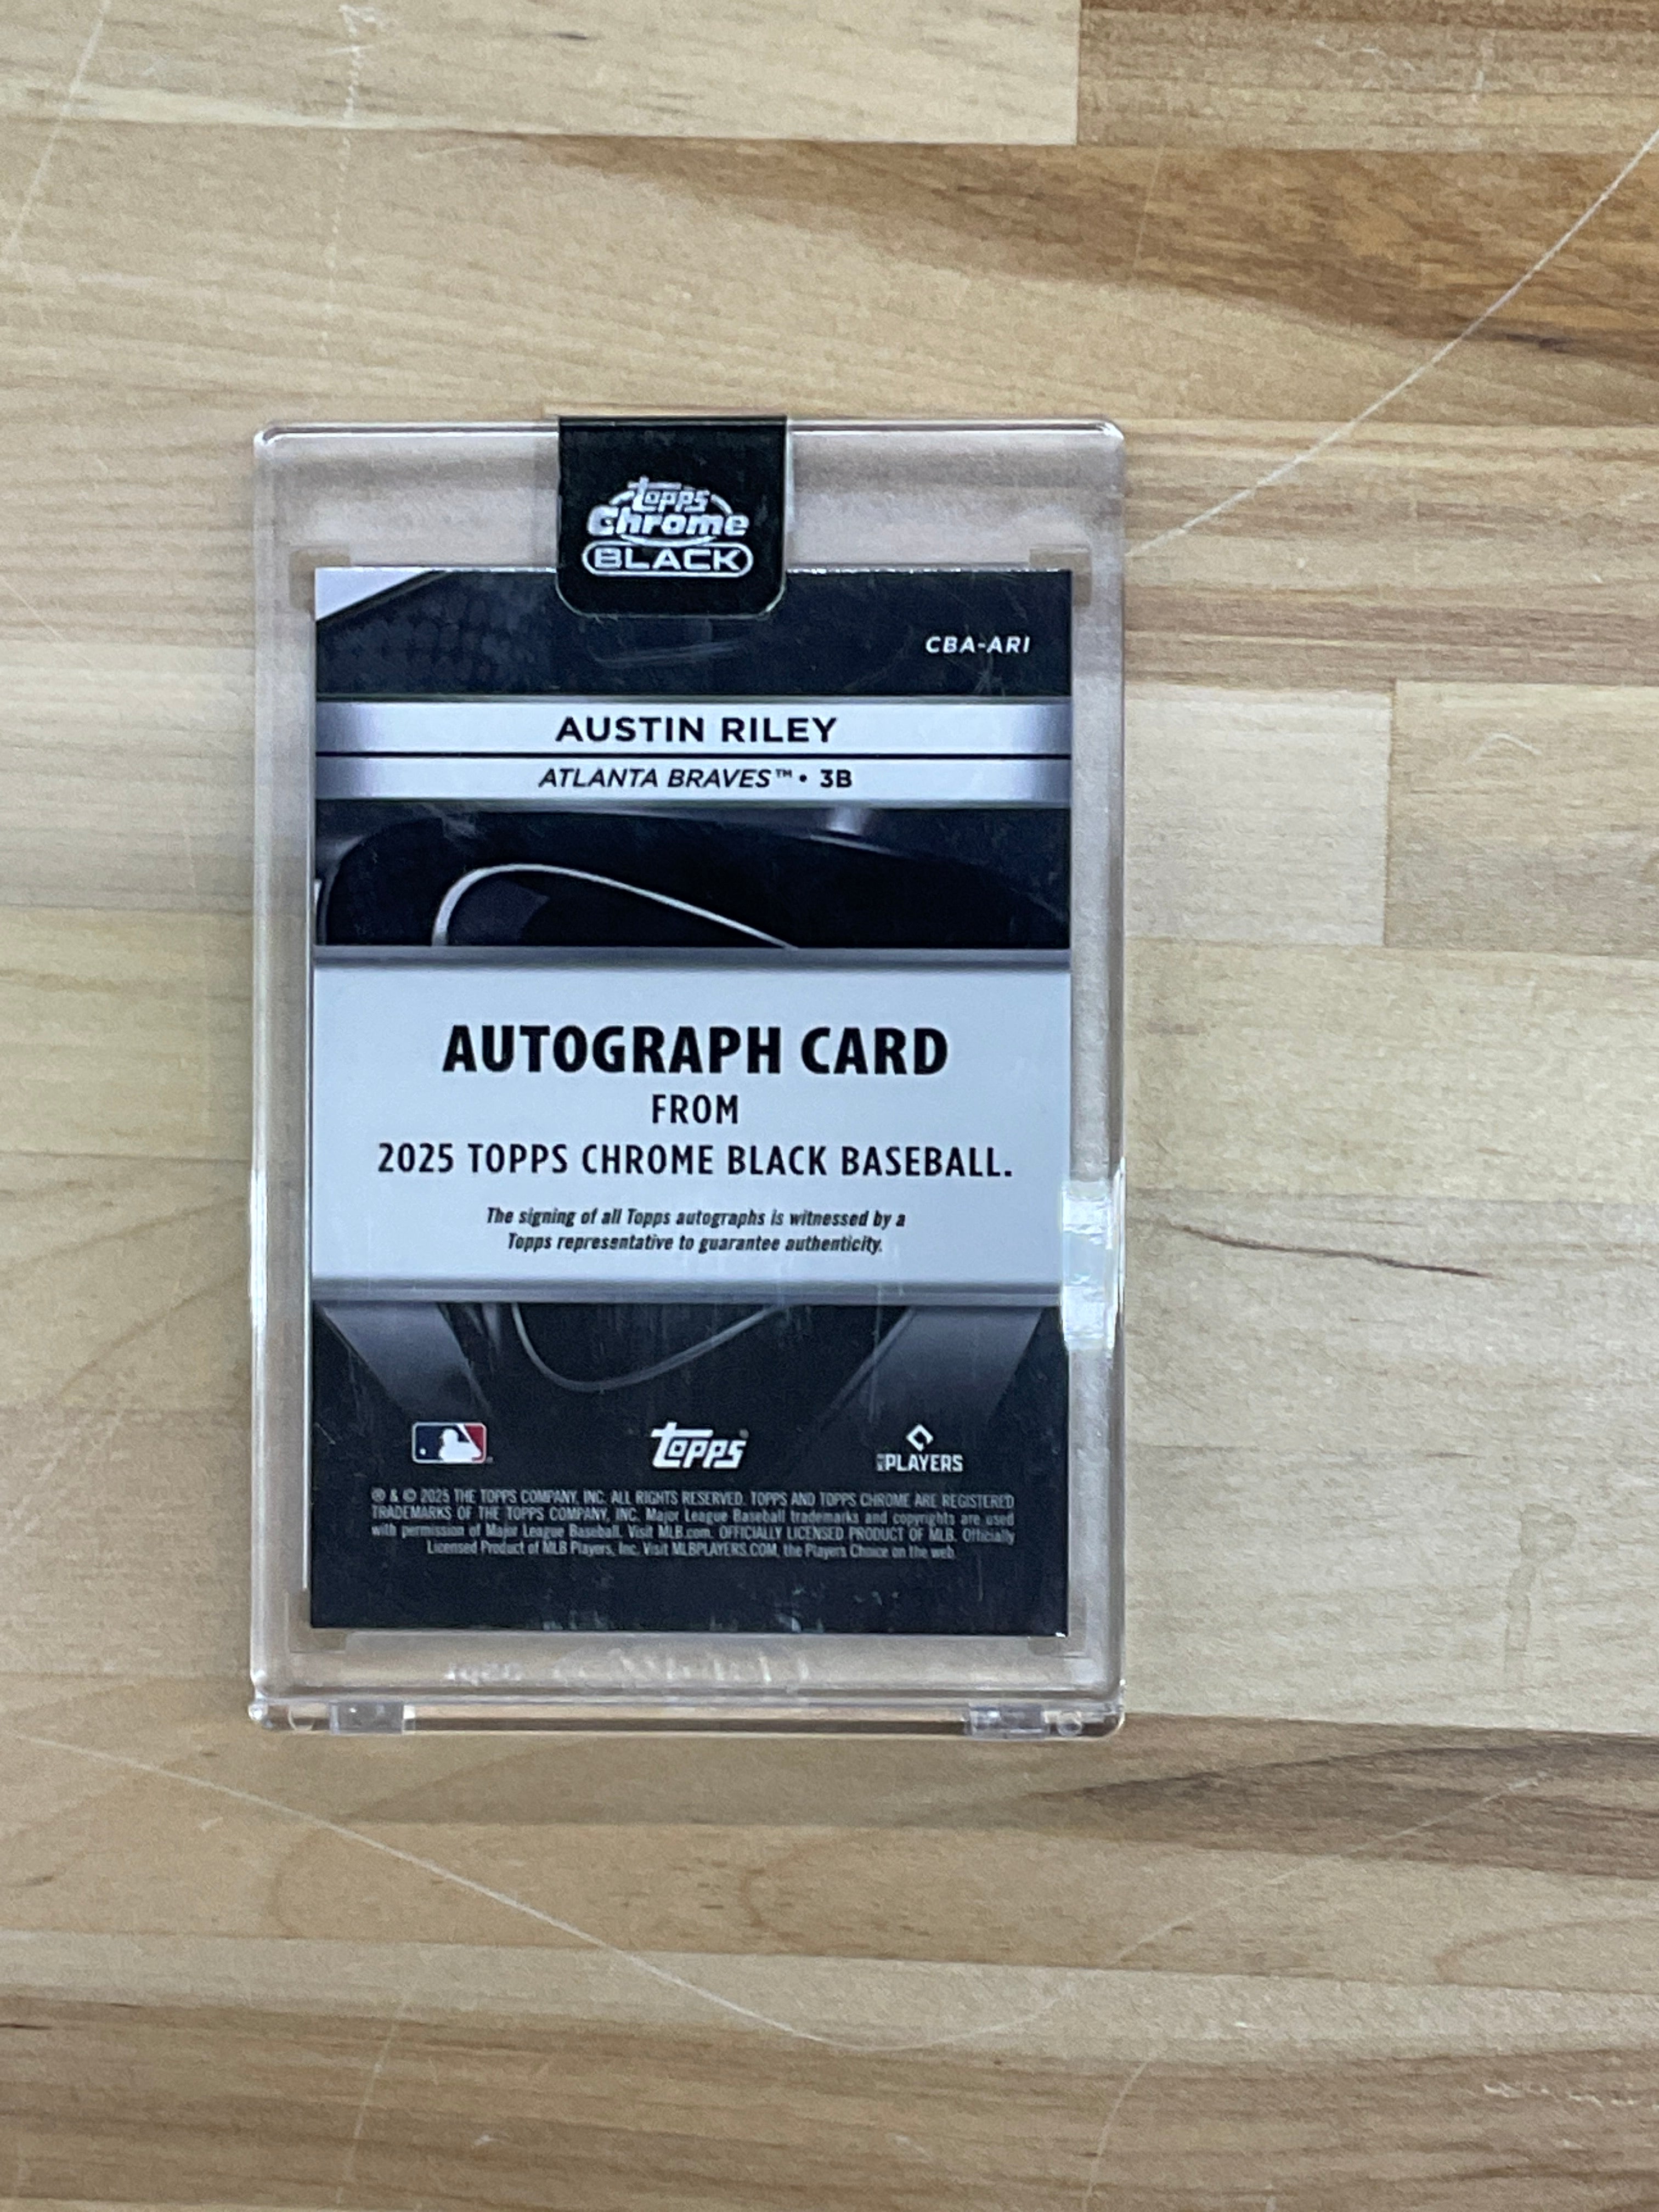 topps
Chrome
BLACK
CBA-ARI
AUSTIN RILEY
ATLANTA BRAVES™ • 3B
AUTOGRAPH CARD
FROM
2025 TOPPS CHROME BLACK BASEBALL.
The signing of all Topps autographs is witnessed by a
Topps representative to guarantee authenticity.
topps
PLAYERS
® & © 2025 THE TOPPS COMPANY, INC. ALL RIGHTS RESERVED. TOPPS AND TOPPS CHROME ARE REGISTERED
TRADEMARKS OF THE TOPPS COMPANY, INC. Major League Baseball trademarks and copyrights are used
with permission of Major League Baseball. Visit MLB.com. OFFICIALLY LICENSED PRODUCT OF MLB. Officially
Licensed Product of MLB Players, Inc. Visit MLBPLAYERS.COM, the Players Choice on the web.